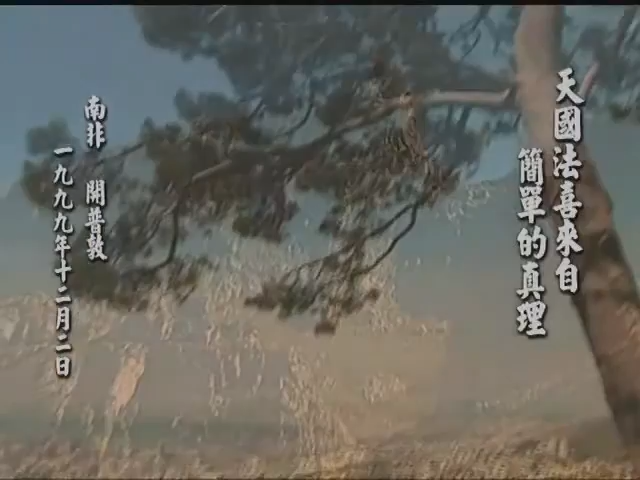 天國法喜來自
簡單的真理
南非 開普敦
一九九九年十二月二日